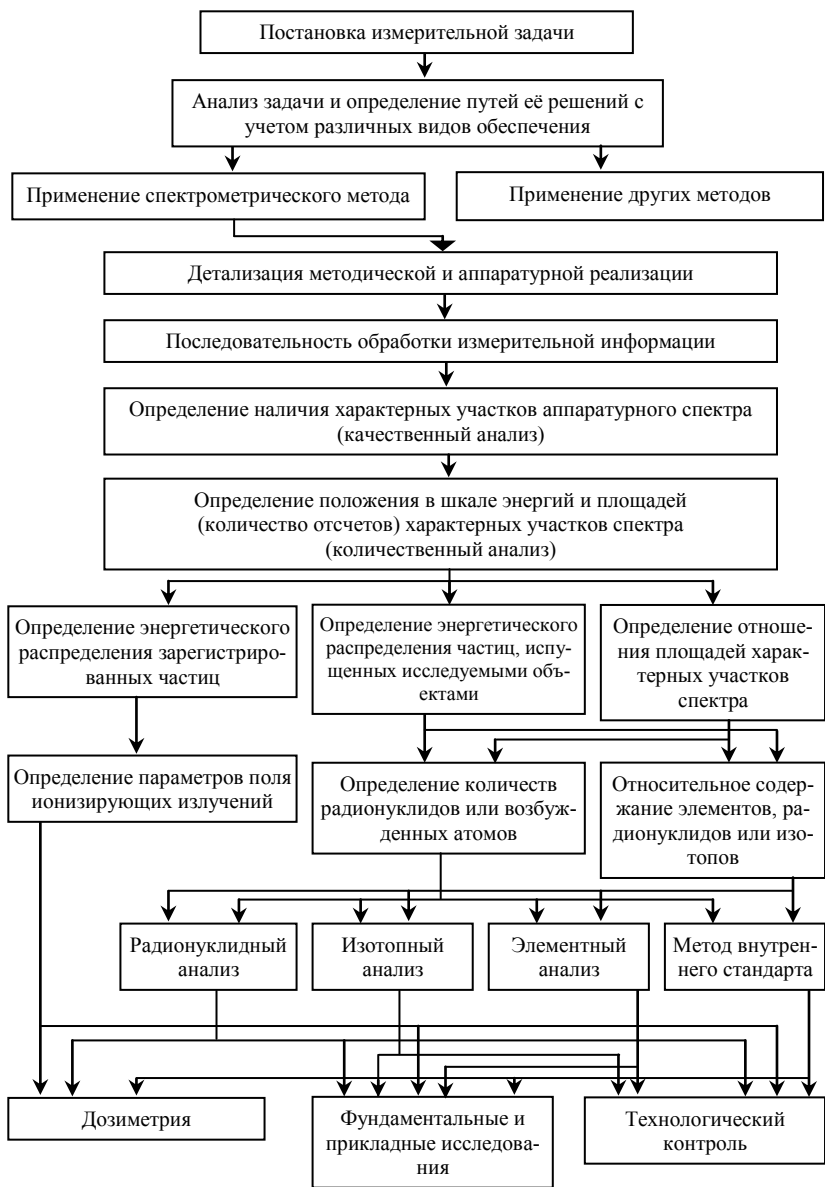 Постановка измерительной задачи
Анализ задачи и определение путей её решений с
учетом различных видов обеспечения
Применение спектрометрического метода
Применение других методов
Детализация методической и аппаратурной реализации
Последовательность обработки измерительной информации
Определение наличия характерных участков аппаратурного спектра
(качественный анализ)
Определение положения в шкале энергий и площадей
(количество отсчетов) характерных участков спектра
(количественный анализ)
Определение энергетического
распределения зарегистриро-
ванных частиц
Определение энергетического
распределения частиц, испу-
щенных исследуемыми объ-
ектами
Определение отноше-
ния площадей харак-
терных участков
спектра
Определение параметров поля
ионизирующих излучений
Определение количеств
радионуклидов или возбуж-
денных атомов
Относительное содер-
жание элементов, ра-
дионуклидов или изо-
топов
Радионуклидный
анализ
Изотопный
анализ
Элементный
анализ
Метод внутрен-
него стандарта
Дозиметрия
Фундаментальные и
прикладные исследова-
ния
Технологический
контроль